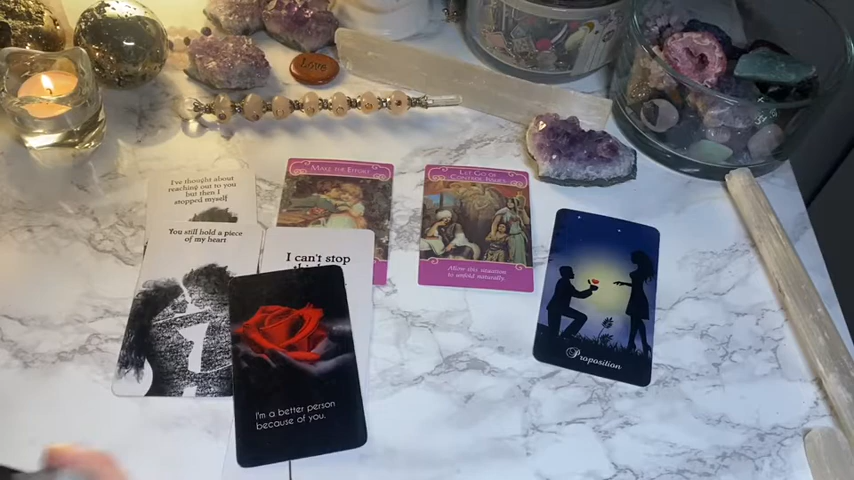 Love
I've thought about
reaching out to you
but then I
stopped myself
Make the Effort
Let Go of
Control Issues
You still hold a piece
of my heart
I can't stop
Allow this situation
to unfold naturally.
Proposition
I'm a better person
because of you.